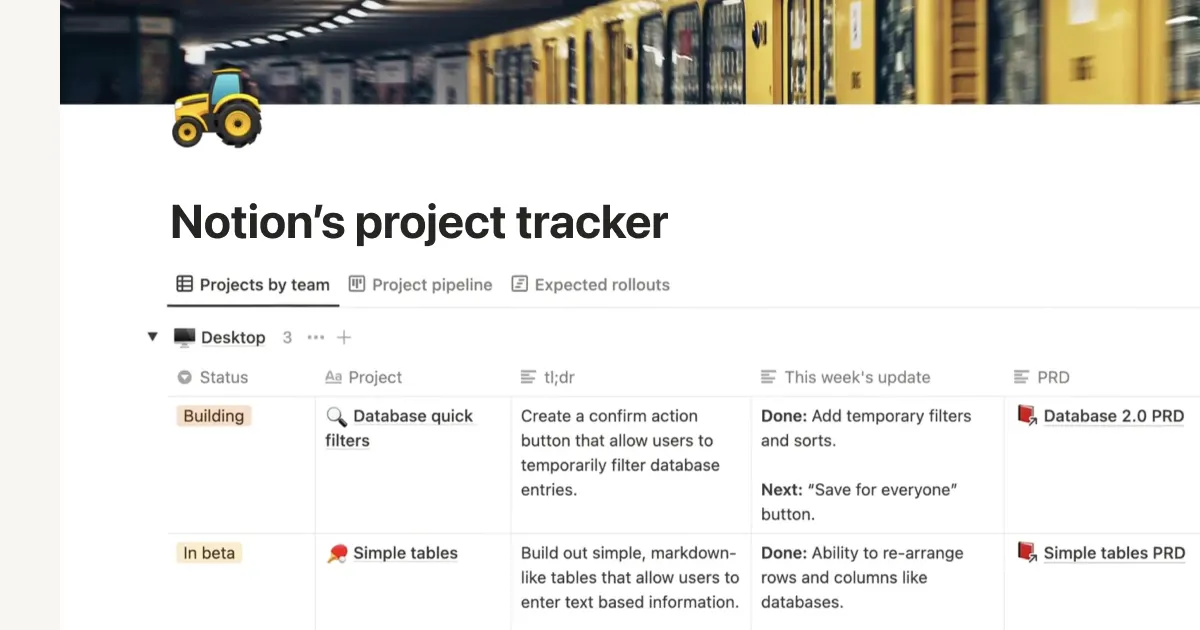 Notion’s project tracker
Projects by team Project pipeline Expected rollouts
Desktop 3
Status Aa Project tl;dr This week's update PRD
Building
Database quick
filters
Create a confirm action
button that allow users to
temporarily filter database
entries.
Done: Add temporary filters
and sorts.
Next: “Save for everyone”
button.
Database 2.0 PRD
In beta
Simple tables
Build out simple, markdown-
like tables that allow users to
enter text based information.
Done: Ability to re-arrange
rows and columns like
databases.
Simple tables PRD